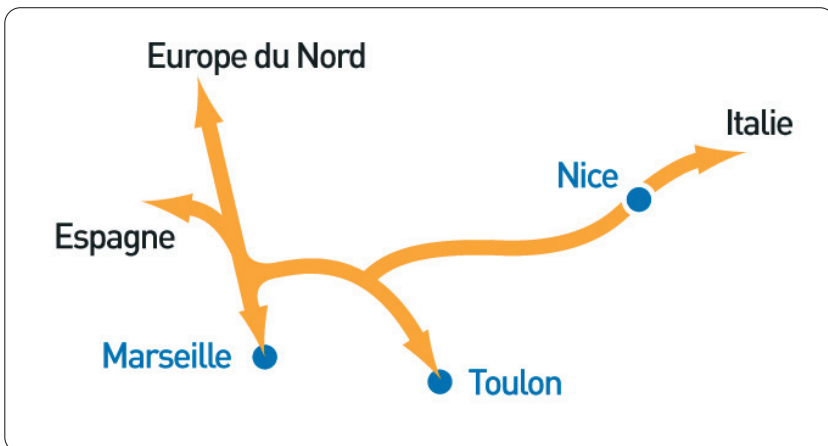 Europe du Nord
Italie
Nice
Espagne
Marseille
Toulon